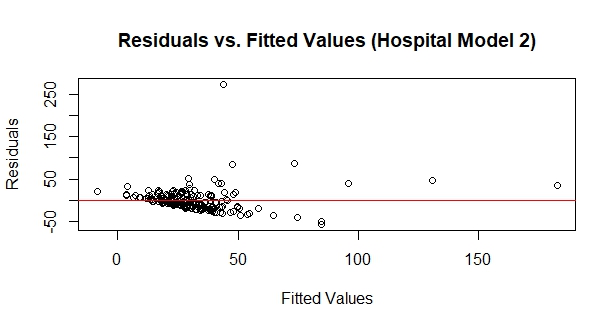 Residuals vs. Fitted Values (Hospital Model 2)
Residuals
250
150
50
-50
0
50
100
150
Fitted Values